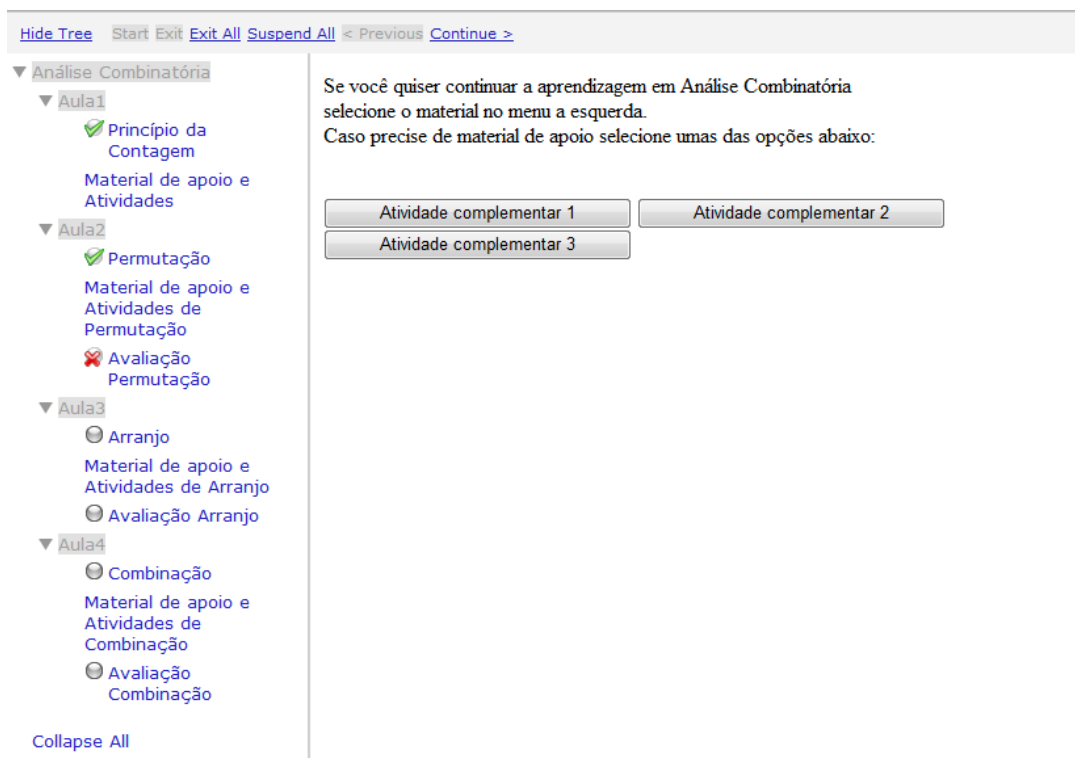 Hide Tree Start Exit Exit All Suspend All < Previous Continue >
Análise Combinatória
Aula1
Princípio da
Contagem
Material de apoio e
Atividades
Aula2
Permutação
Material de apoio e
Atividades de
Permutação
Avaliação
Permutação
Aula3
Arranjo
Material de apoio e
Atividades de Arranjo
Avaliação Arranjo
Aula4
Combinação
Material de apoio e
Atividades de
Combinação
Avaliação
Combinação
Collapse All
Se você quiser continuar a aprendizagem em Análise Combinatória
selecione o material no menu a esquerda.
Caso precise de material de apoio selecione umas das opções abaixo:
Atividade complementar 1 Atividade complementar 2
Atividade complementar 3